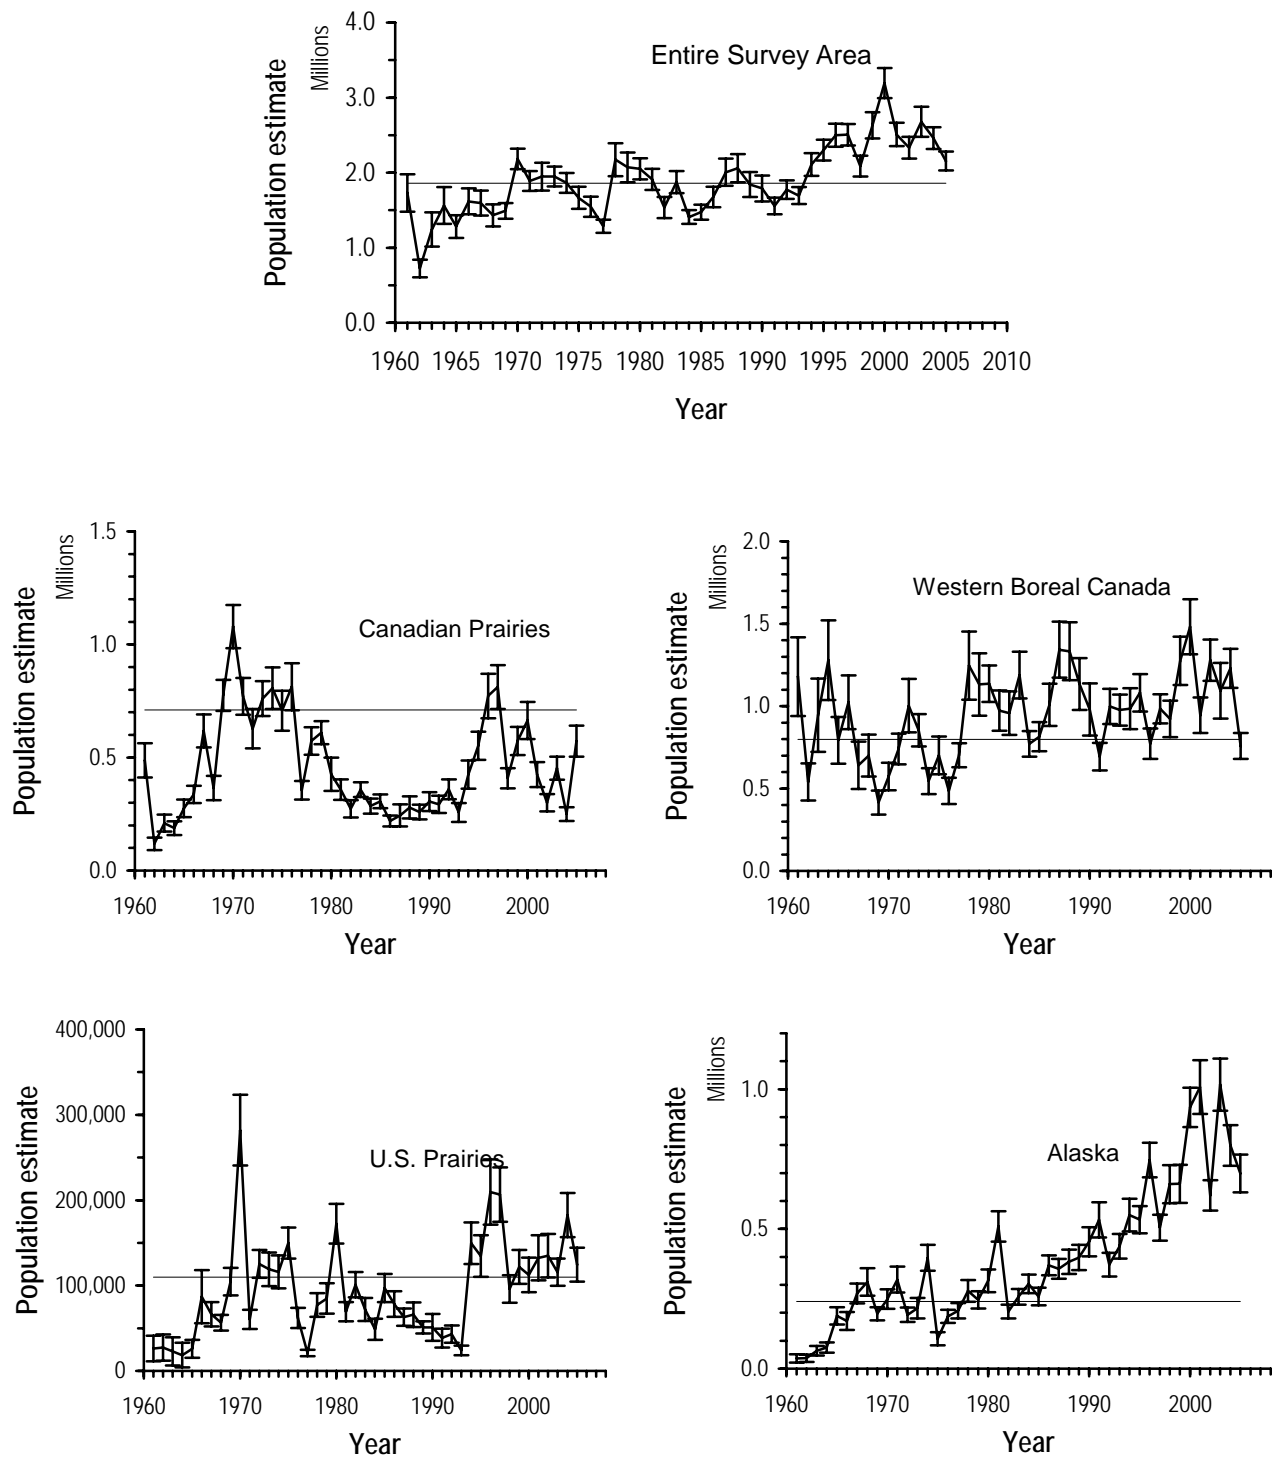 4.0
Millions
Entire Survey Area
Population estimate
3.0
2.0
1.0
0.0
1960 1965 1970 1975 1980 1985 1990 1995 2000 2005 2010
Year
1.5
Millions
Canadian Prairies
Population estimate
1.0
0.5
0.0
1960 1970 1980 1990 2000
Year
2.0
Millions
Western Boreal Canada
Population estimate
1.5
1.0
0.5
0.0
1960 1970 1980 1990 2000
Year
400,000
Population estimate
300,000
U.S. Prairies
200,000
100,000
0
1960 1970 1980 1990 2000
Year
Millions
Population estimate
1.0
Alaska
0.5
0.0
1960 1970 1980 1990 2000
Year